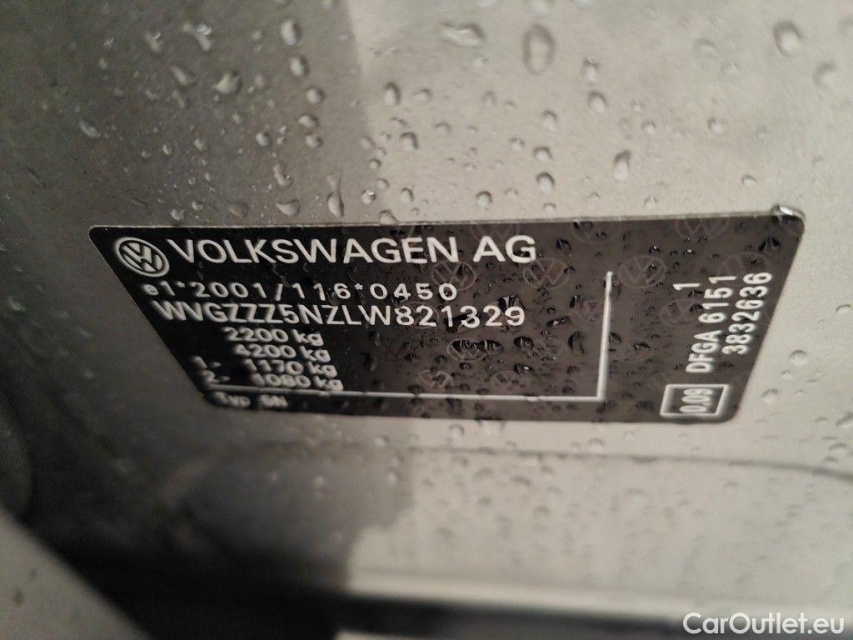 VOLKSWAGEN AG
e1*2001/116*0450
WVGZZZ5NZLW821329
2200 kg
4200 kg
1- 1170 kg
2- 1080 kg
Typ 5N
1
DFGA 6151
3832636
0,09
CarOutlet.eu